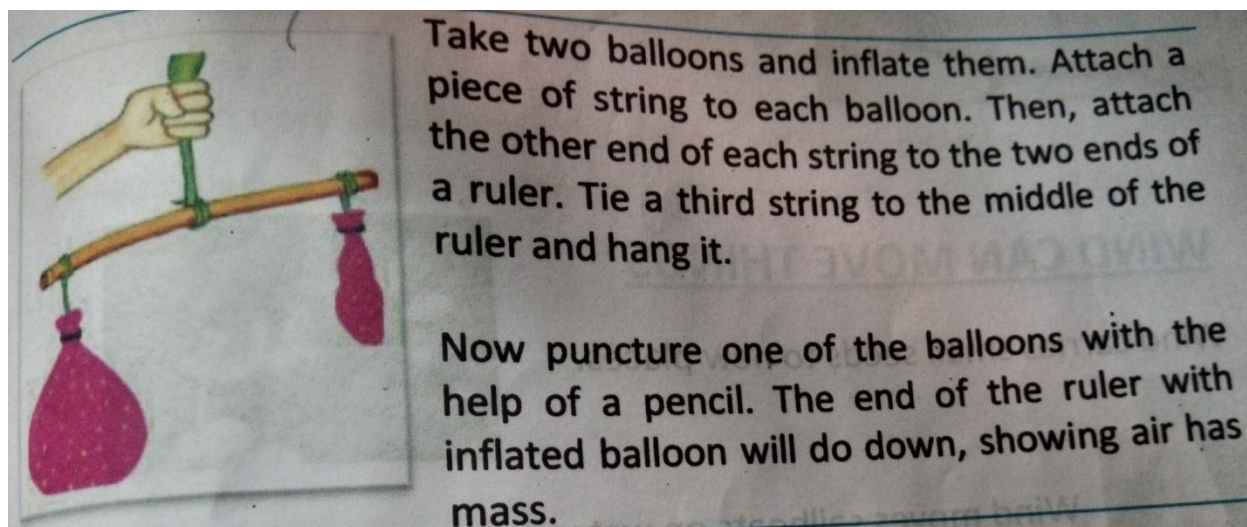 Take two balloons and inflate them. Attach a
piece of string to each balloon. Then, attach
the other end of each string to the two ends of
a ruler. Tie a third string to the middle of the
ruler and hang it.
Now puncture one of the balloons with the
help of a pencil. The end of the ruler with
inflated balloon will do down, showing air has
mass.